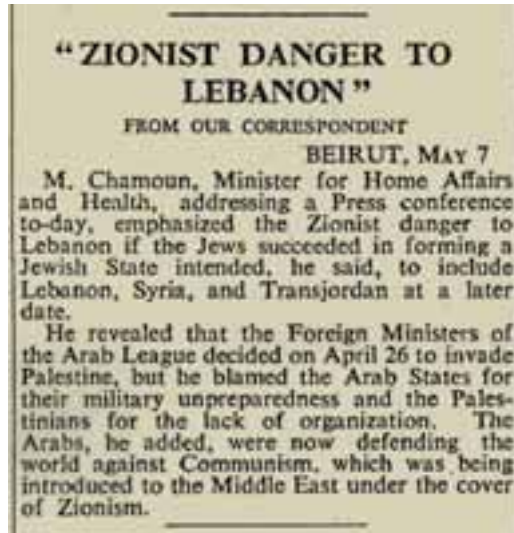 “ZIONIST DANGER TO
LEBANON”
FROM OUR CORRESPONDENT
BEIRUT, MAY 7
M. Chamoun, Minister for Home Affairs
and Health, addressing a Press conference
to-day, emphasized the Zionist danger to
Lebanon if the Jews succeeded in forming a
Jewish State intended, he said, to include
Lebanon, Syria, and Transjordan at a later
date.
He revealed that the Foreign Ministers of
the Arab League decided on April 26 to invade
Palestine, but he blamed the Arab States for
their military unpreparedness and the Pales-
tinians for the lack of organization. The
Arabs, he added, were now defending the
world against Communism, which was being
introduced to the Middle East under the cover
of Zionism.